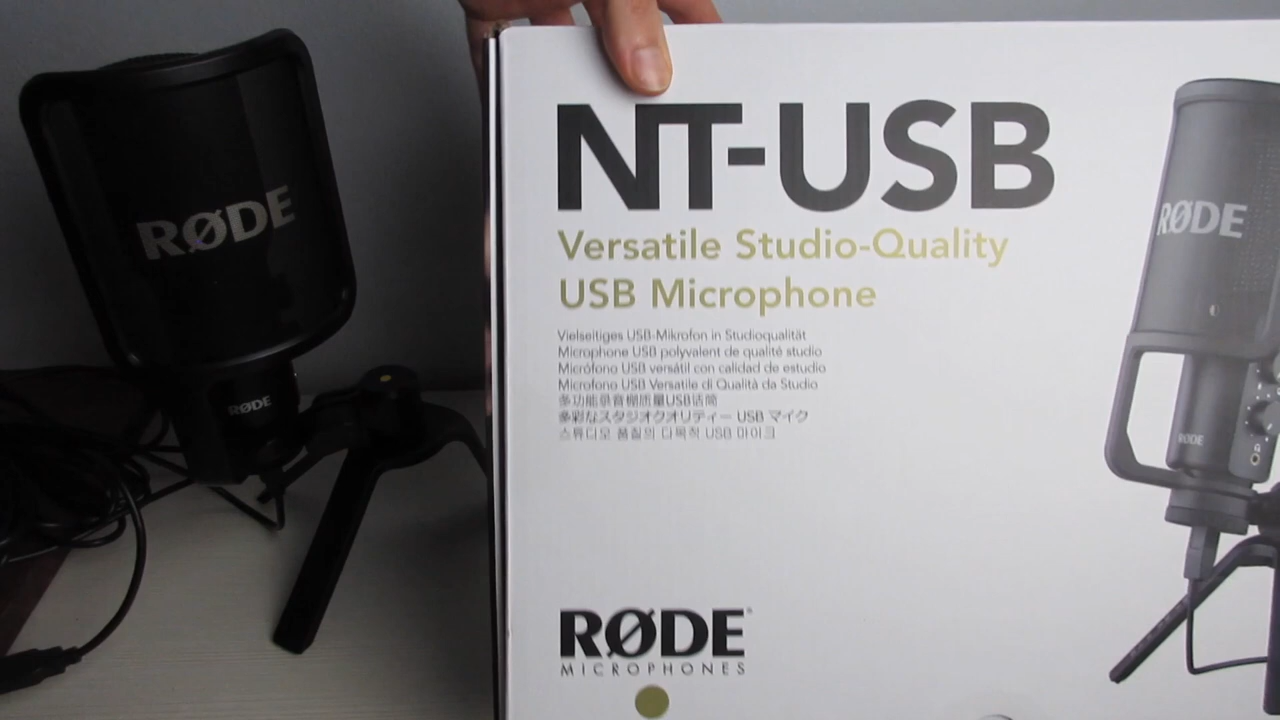 RØDE
RØDE
NT-USB
Versatile Studio-Quality
USB Microphone
Vielseitiges USB-Mikrofon in Studioqualität
Microphone USB polyvalent de qualité studio
Micrófono USB versátil con calidad de estudio
Microfono USB Versatile di Qualità da Studio
多功能录音棚质量USB话筒
多彩なスタジオクオリティー USB マイク
스튜디오 품질의 다목적 USB 마이크
RØDE
MICROPHONES
RØDE
RØDE